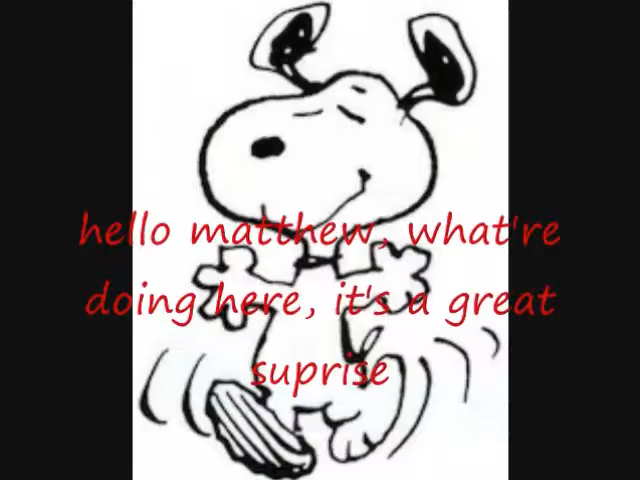 hello matthew, what're
doing here, it's a great
suprise